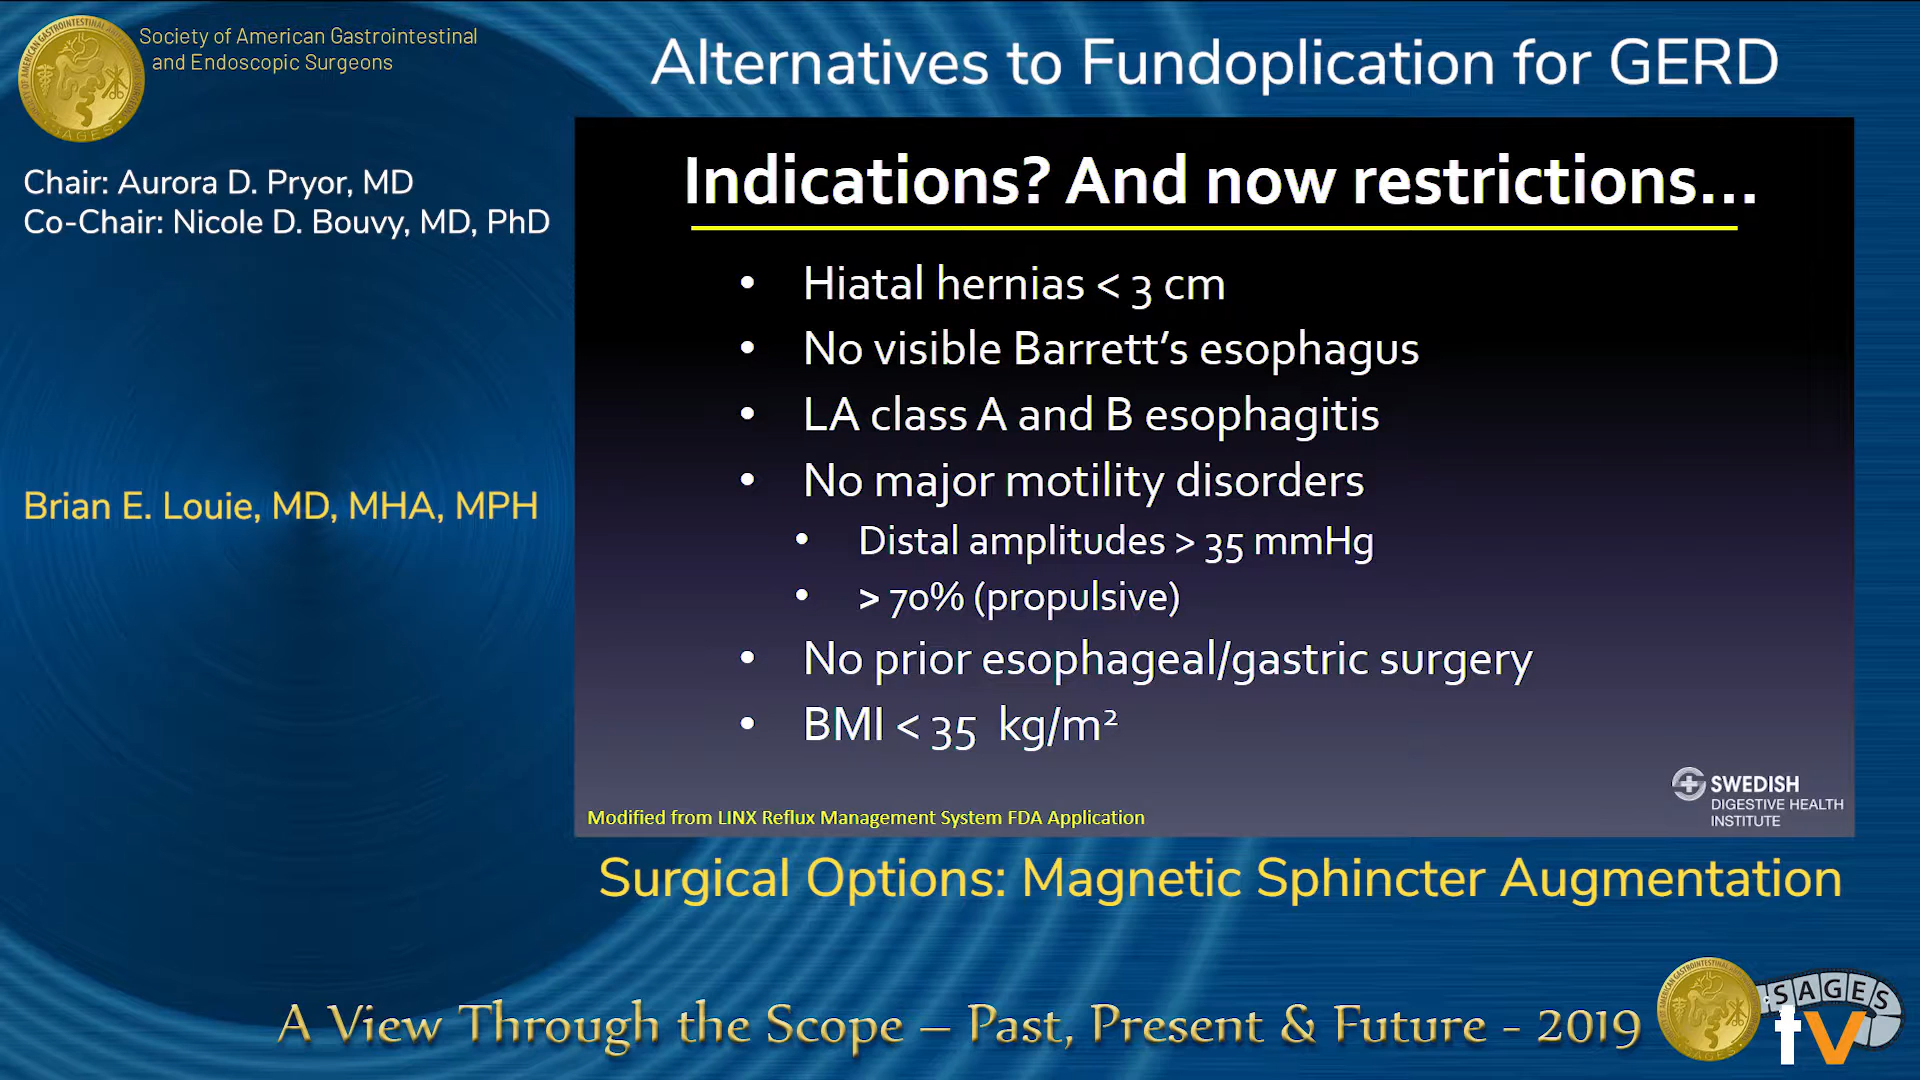 Society of American Gastrointestinal
and Endoscopic Surgeons
Alternatives to Fundoplication for GERD
Chair: Aurora D. Pryor, MD
Co-Chair: Nicole D. Bouvy, MD, PhD
Brian E. Louie, MD, MHA, MPH
Indications? And now restrictions...
• Hiatal hernias < 3 cm
• No visible Barrett’s esophagus
• LA class A and B esophagitis
• No major motility disorders
• Distal amplitudes > 35 mmHg
• > 70% (propulsive)
• No prior esophageal/gastric surgery
• BMI < 35 kg/m²
SWEDISH
DIGESTIVE HEALTH
INSTITUTE
Modified from LINX Reflux Management System FDA Application
Surgical Options: Magnetic Sphincter Augmentation
A View Through the Scope – Past, Present & Future - 2019
SAGES
tv